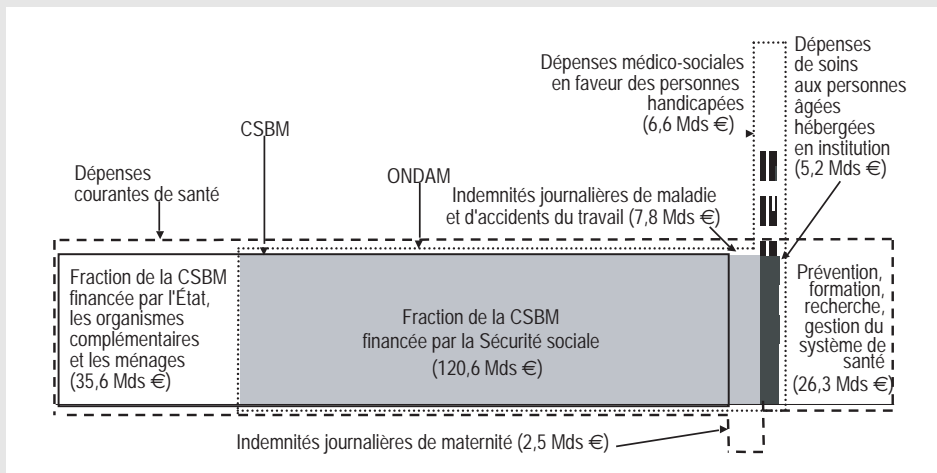 Dépenses médico-sociales
en faveur des personnes
handicapées
(6,6 Mds €)
Dépenses
de soins
aux personnes
âgées
hébergées
en institution
(5,2 Mds €)
CSBM
Dépenses
courantes de santé
ONDAM
Indemnités journalières de maladie
et d'accidents du travail (7,8 Mds €)
Fraction de la CSBM
financée par l'État,
les organismes
complémentaires
et les ménages
(35,6 Mds €)
Fraction de la CSBM
financée par la Sécurité sociale
(120,6 Mds €)
Prévention,
formation,
recherche,
gestion du
système de
santé
(26,3 Mds €)
Indemnités journalières de maternité (2,5 Mds €)